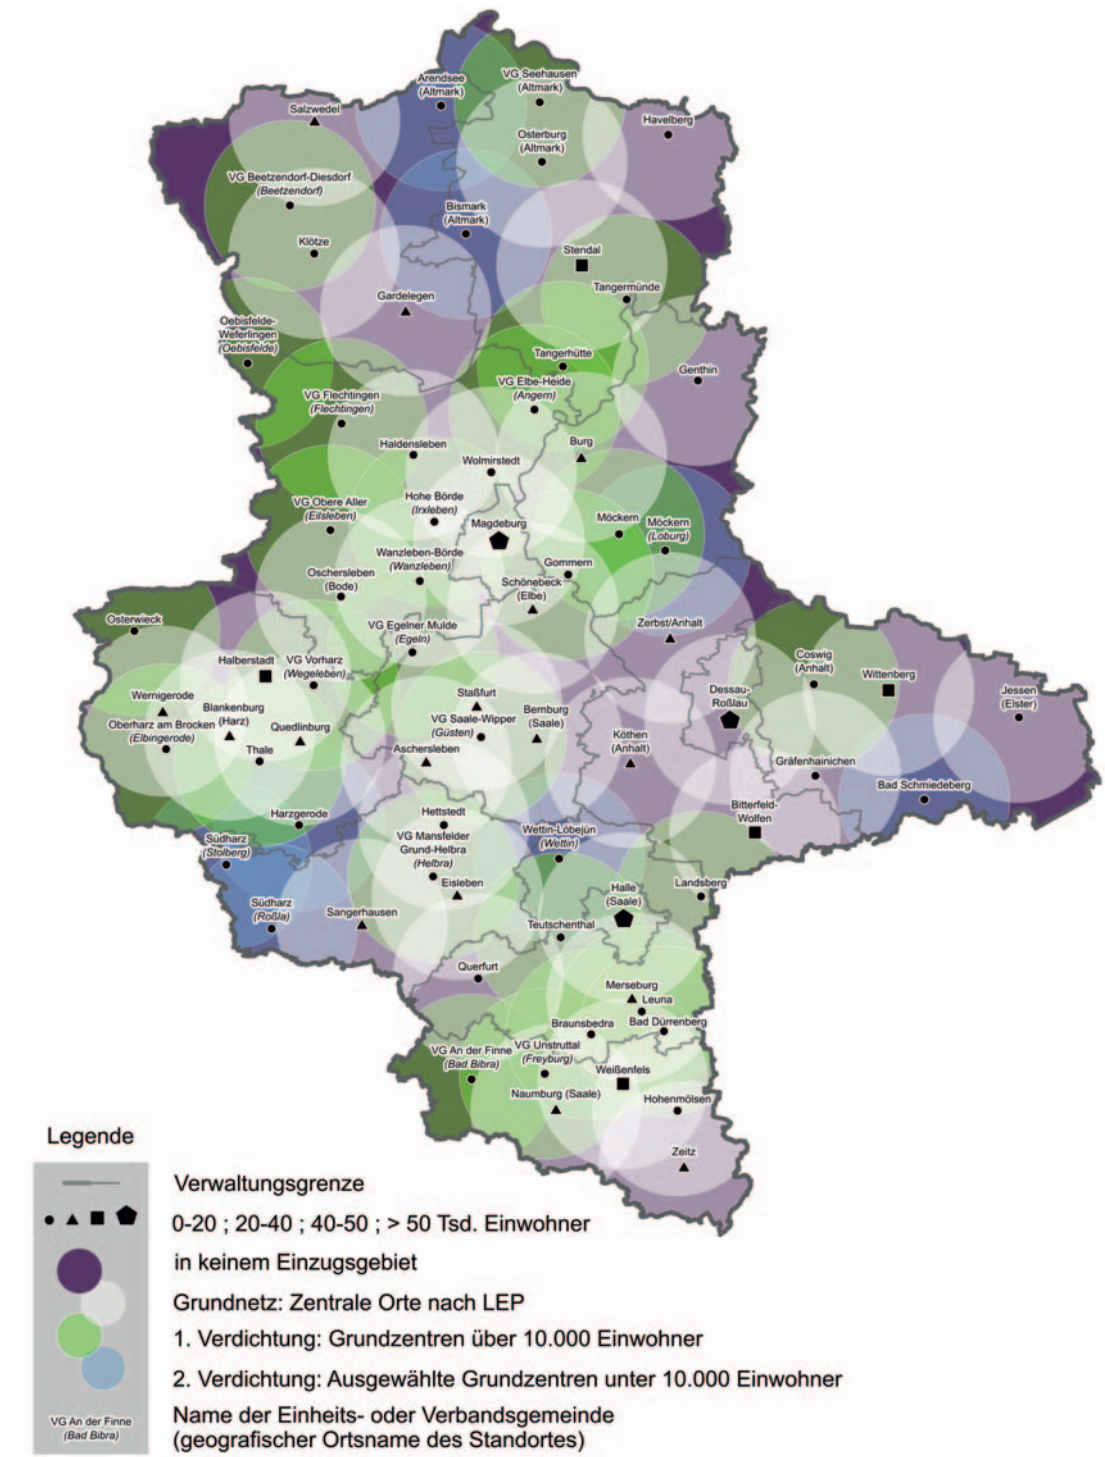 Arendsee
(Altmark)
VG Seehausen
(Altmark)
Salzwedel
Havelberg
Osterburg
(Altmark)
VG Beetzendorf-Diesdorf
(Beetzendorf)
Bismark
(Altmark)
Klötze
Stendal
Gardelegen
Tangermünde
Oebisfelde-
Weferlingen
(Oebisfelde)
Tangerhütte
Genthin
VG Elbe-Heide
(Angern)
VG Flechtingen
(Flechtingen)
Haldensleben
Burg
Wolmirstedt
VG Obere Aller
(Eilsleben)
Hohe Börde
(Irxleben)
Magdeburg
Möckern
Möckern
(Loburg)
Wanzleben-Börde
(Wanzleben)
Gommern
Oschersleben
(Bode)
Schönebeck
(Elbe)
Osterwieck
VG Egelner Mulde
(Egeln)
Zerbst/Anhalt
Halberstadt
VG Vorharz
(Wegeleben)
Coswig
(Anhalt)
Wittenberg
Wernigerode
Staßfurt
Dessau-
Roßlau
Jessen
(Elster)
Blankenburg
(Harz)
Quedlinburg
VG Saale-Wipper
(Güsten)
Bernburg
(Saale)
Oberharz am Brocken
(Elbingerode)
Thale
Aschersleben
Köthen
(Anhalt)
Gräfenhainichen
Bad Schmiedeberg
Harzgerode
Hettstedt
Bitterfeld-
Wolfen
Südharz
(Stolberg)
VG Mansfelder
Grund-Helbra
(Helbra)
Wettin-Löbejün
(Wettin)
Eisleben
Halle
(Saale)
Landsberg
Südharz
(Roßla)
Sangerhausen
Teutschenthal
Querfurt
Merseburg
Leuna
Braunsbedra
Bad Dürrenberg
VG An der Finne
(Bad Bibra)
VG Unstruttal
(Freyburg)
Weißenfels
Naumburg (Saale)
Hohenmölsen
Zeitz
Legende
Verwaltungsgrenze
0-20 ; 20-40 ; 40-50 ; > 50 Tsd. Einwohner
in keinem Einzugsgebiet
Grundnetz: Zentrale Orte nach LEP
1. Verdichtung: Grundzentren über 10.000 Einwohner
2. Verdichtung: Ausgewählte Grundzentren unter 10.000 Einwohner
VG An der Finne
(Bad Bibra)
Name der Einheits- oder Verbandsgemeinde
(geografischer Ortsname des Standortes)